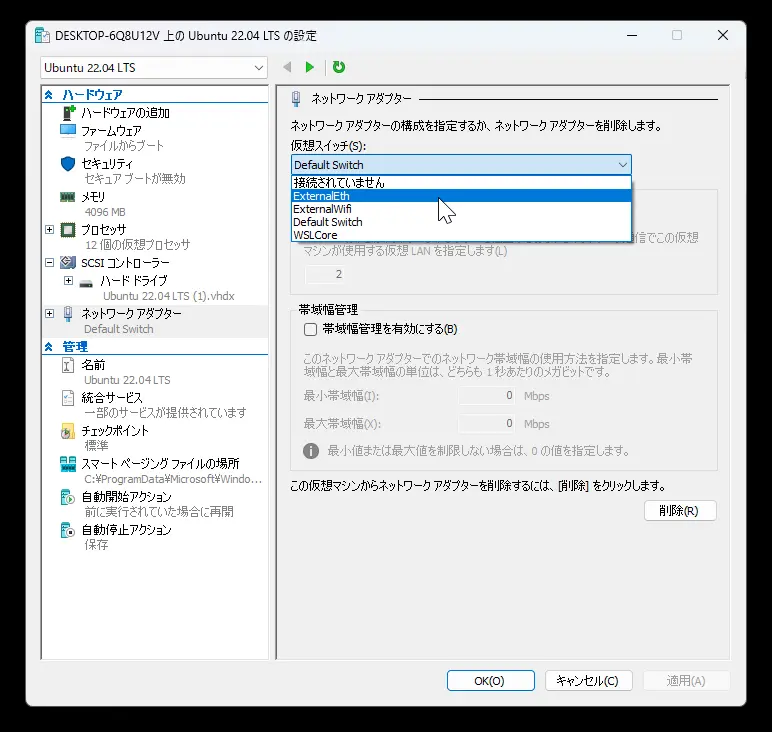 DESKTOP-6Q8U12V 上の Ubuntu 22.04 LTS の設定
Ubuntu 22.04 LTS
ハードウェア
ハードウェアの追加
ファームウェア
ファイルからブート
セキュリティ
セキュア ブートが無効
メモリ
4096 MB
プロセッサ
12 個の仮想プロセッサ
SCSI コントローラー
ハード ドライブ
Ubuntu 22.04 LTS (1).vhdx
ネットワーク アダプター
Default Switch
管理
名前
Ubuntu 22.04 LTS
統合サービス
一部のサービスが提供されています
チェックポイント
標準
スマート ページング ファイルの場所
C:¥ProgramData¥Microsoft¥Windo...
自動開始アクション
前に実行されていた場合に再開
自動停止アクション
保存
ネットワーク アダプター
ネットワーク アダプターの構成を指定するか、ネットワーク アダプターを削除します。
仮想スイッチ(S):
Default Switch
接続されていません
ExternalEth
ExternalWifi
Default Switch
WSLCore
信でこの仮想
マシンが使用する仮想 LAN を指定します(L)
2
帯域幅管理
帯域幅管理を有効にする(B)
このネットワーク アダプターでのネットワーク帯域幅の使用方法を指定します。最小帯
域幅と最大帯域幅の単位は、どちらも 1 秒あたりのメガビットです。
最小帯域幅(I): 0 Mbps
最大帯域幅(X): 0 Mbps
最小値または最大値を制限しない場合は、0 の値を指定します。
この仮想マシンからネットワーク アダプターを削除するには、[削除] をクリックします。
削除(R)
OK(O) キャンセル(C) 適用(A)